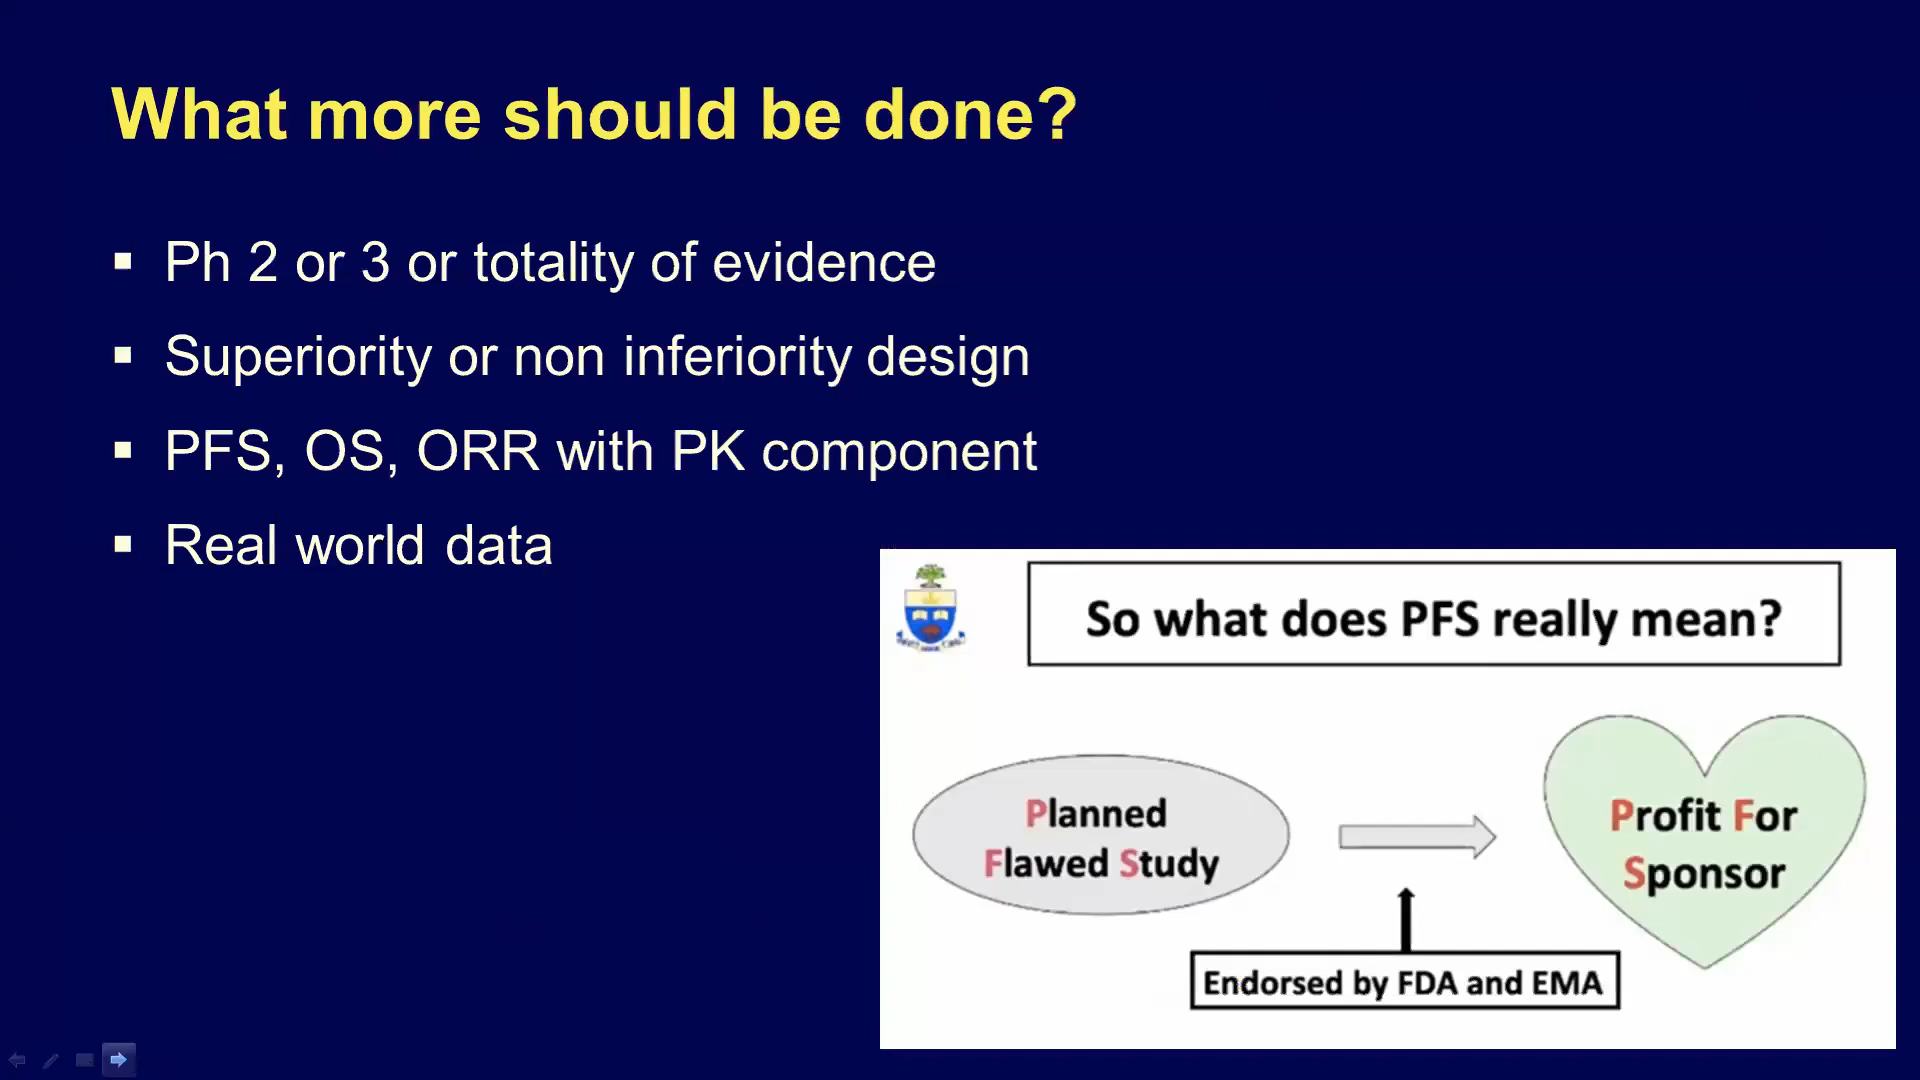 What more should be done?
Ph 2 or 3 or totality of evidence
Superiority or non inferiority design
PFS, OS, ORR with PK component
Real world data
So what does PFS really mean?
Planned
Flawed Study
Profit For
Sponsor
Endorsed by FDA and EMA